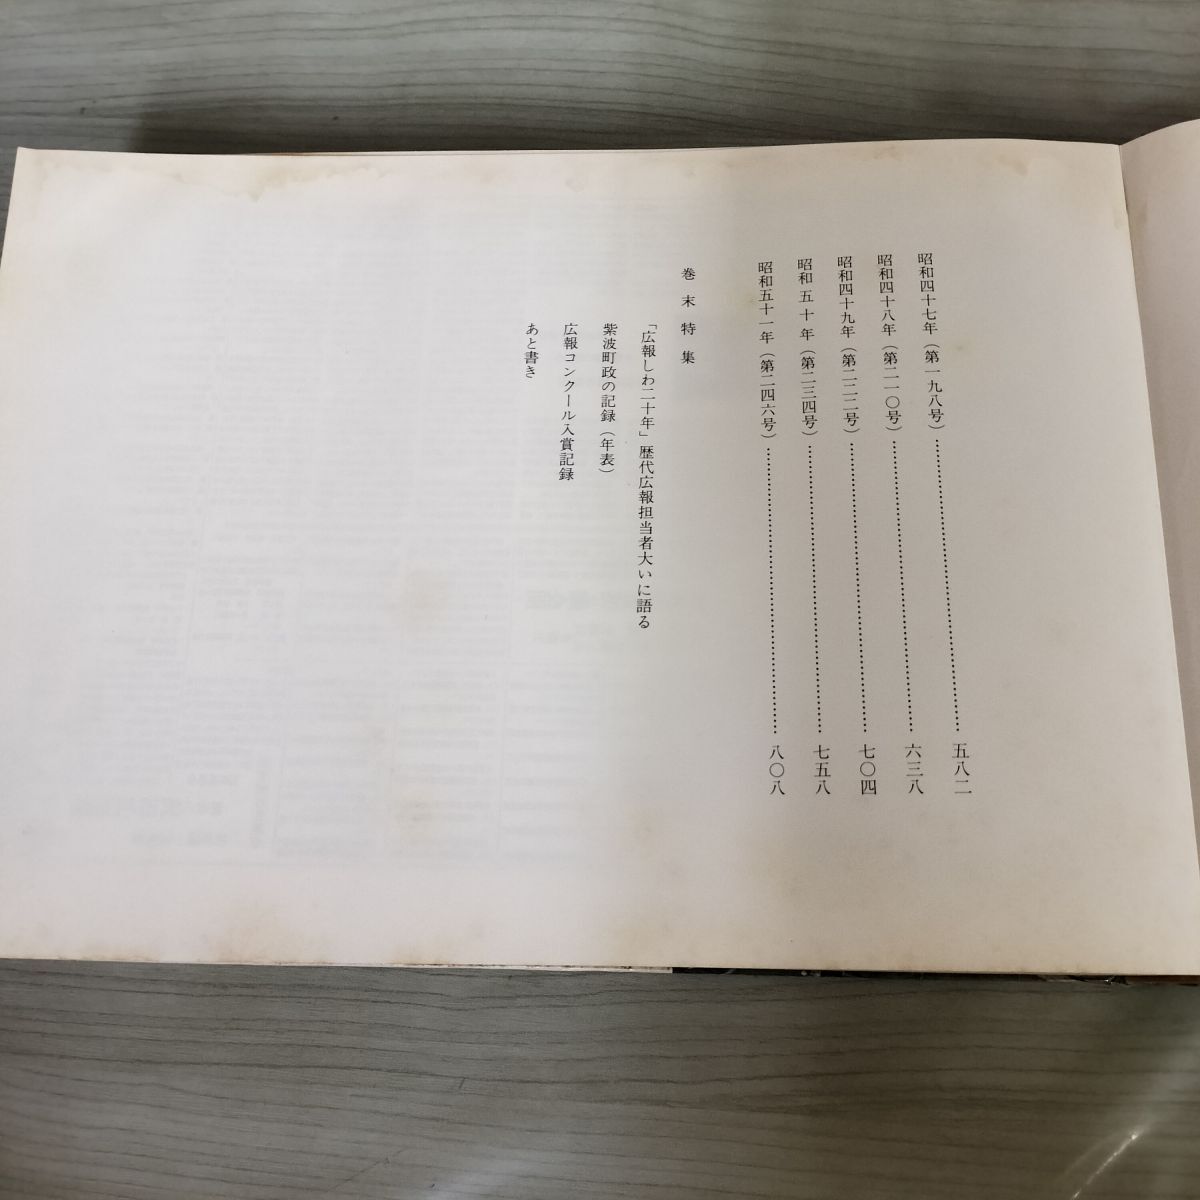 昭和四十七年（第一九八号）………………………五八二
昭和四十八年（第二一〇号）………………………六三八
昭和四十九年（第二二二号）………………………七〇四
昭和五十年（第二三四号）………………………七五八
昭和五十一年（第二四六号）………………………八〇八
巻末特集
「広報しわ二十年」歴代広報担当者大いに語る
紫波町政の記録（年表）
広報コンクール入賞記録
あと書き